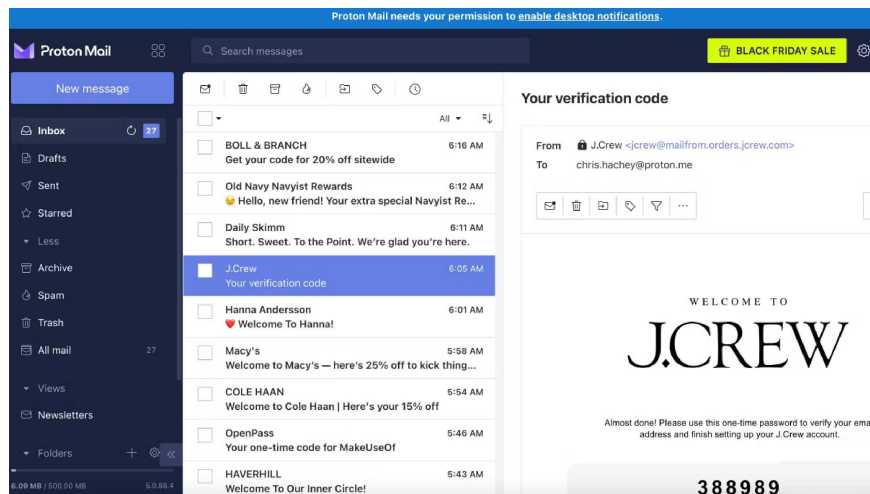 Proton Mail needs your permission to enable desktop notifications.
Proton Mail
Search messages
BLACK FRIDAY SALE
New message
Inbox 27
Drafts
Sent
Starred
Less
Archive
Spam
Trash
All mail 27
Views
Newsletters
Folders
6.09 MB / 500.00 MB 5.0.88.4
All
BOLL & BRANCH 6:16 AM
Get your code for 20% off sitewide
Old Navy Navyist Rewards 6:12 AM
😉 Hello, new friend! Your extra special Navyist Re...
Daily Skimm 6:11 AM
Short. Sweet. To the Point. We're glad you're here.
J.Crew 6:05 AM
Your verification code
Hanna Andersson 6:01 AM
❤️ Welcome To Hanna!
Macy's 5:58 AM
Welcome to Macy's — here's 25% off to kick thing...
COLE HAAN 5:54 AM
Welcome to Cole Haan | Here's your 15% off
OpenPass 5:46 AM
Your one-time code for MakeUseOf
HAVERHILL 5:43 AM
Welcome To Our Inner Circle!
Your verification code
From J.Crew <jcrew@mailfrom.orders.jcrew.com>
To chris.hachey@proton.me
WELCOME TO
J.CREW
Almost done! Please use this one-time password to verify your ema
address and finish setting up your J.Crew account.
388989